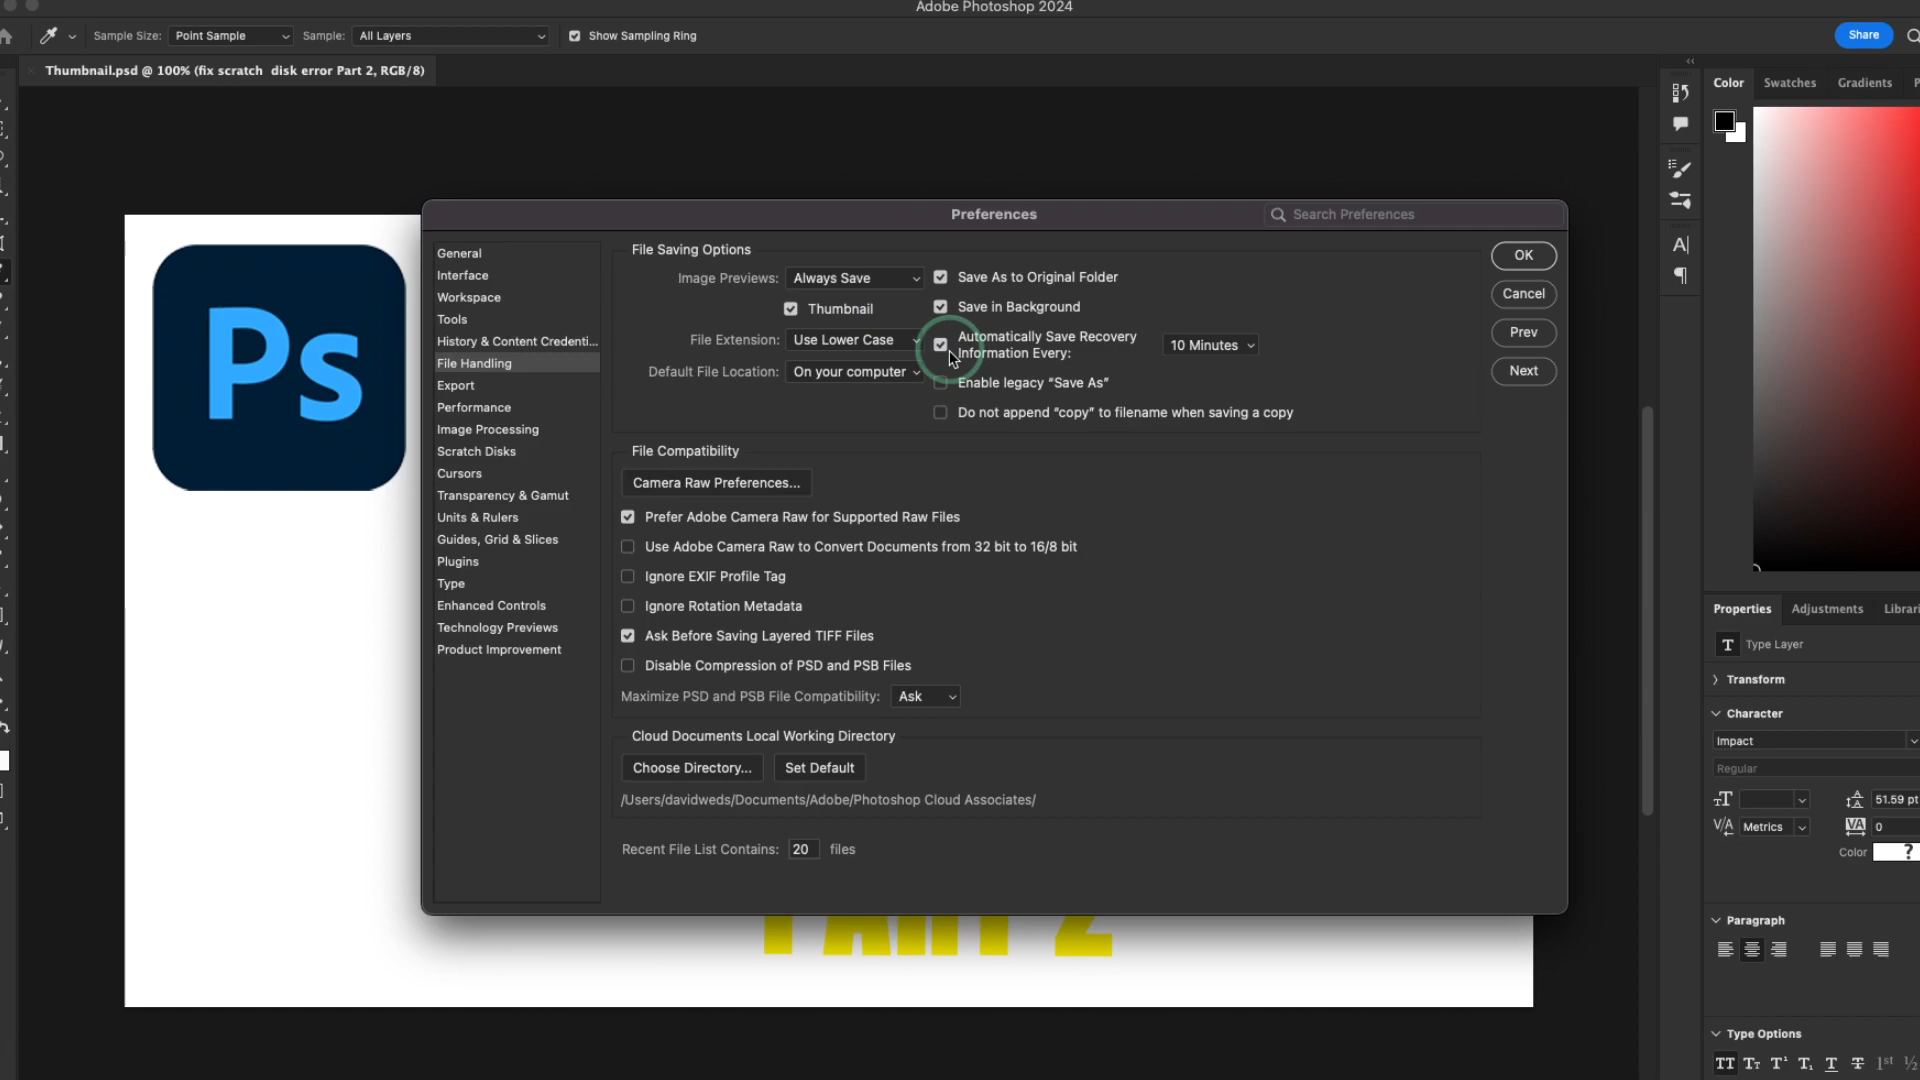 Adobe Photoshop 2024
Sample Size: Point Sample Sample: All Layers Show Sampling Ring
Share
Thumbnail.psd @ 100% (fix scratch disk error Part 2, RGB/8)
Color Swatches Gradients
Ps
Preferences
Search Preferences
General
Interface
Workspace
Tools
History & Content Credenti...
File Handling
Export
Performance
Image Processing
Scratch Disks
Cursors
Transparency & Gamut
Units & Rulers
Guides, Grid & Slices
Plugins
Type
Enhanced Controls
Technology Previews
Product Improvement
File Saving Options
Image Previews: Always Save
Thumbnail
File Extension: Use Lower Case
Default File Location: On your computer
Save As to Original Folder
Save in Background
Automatically Save Recovery
Information Every:
10 Minutes
Enable legacy “Save As”
Do not append “copy” to filename when saving a copy
File Compatibility
Camera Raw Preferences...
Prefer Adobe Camera Raw for Supported Raw Files
Use Adobe Camera Raw to Convert Documents from 32 bit to 16/8 bit
Ignore EXIF Profile Tag
Ignore Rotation Metadata
Ask Before Saving Layered TIFF Files
Disable Compression of PSD and PSB Files
Maximize PSD and PSB File Compatibility: Ask
Cloud Documents Local Working Directory
Choose Directory... Set Default
/Users/davidweds/Documents/Adobe/Photoshop Cloud Associates/
Recent File List Contains: 20 files
OK
Cancel
Prev
Next
PART 2
Properties Adjustments Librari
Type Layer
Transform
Character
Impact
Regular
51.59 pt
Metrics
0
Color
?
Paragraph
Type Options